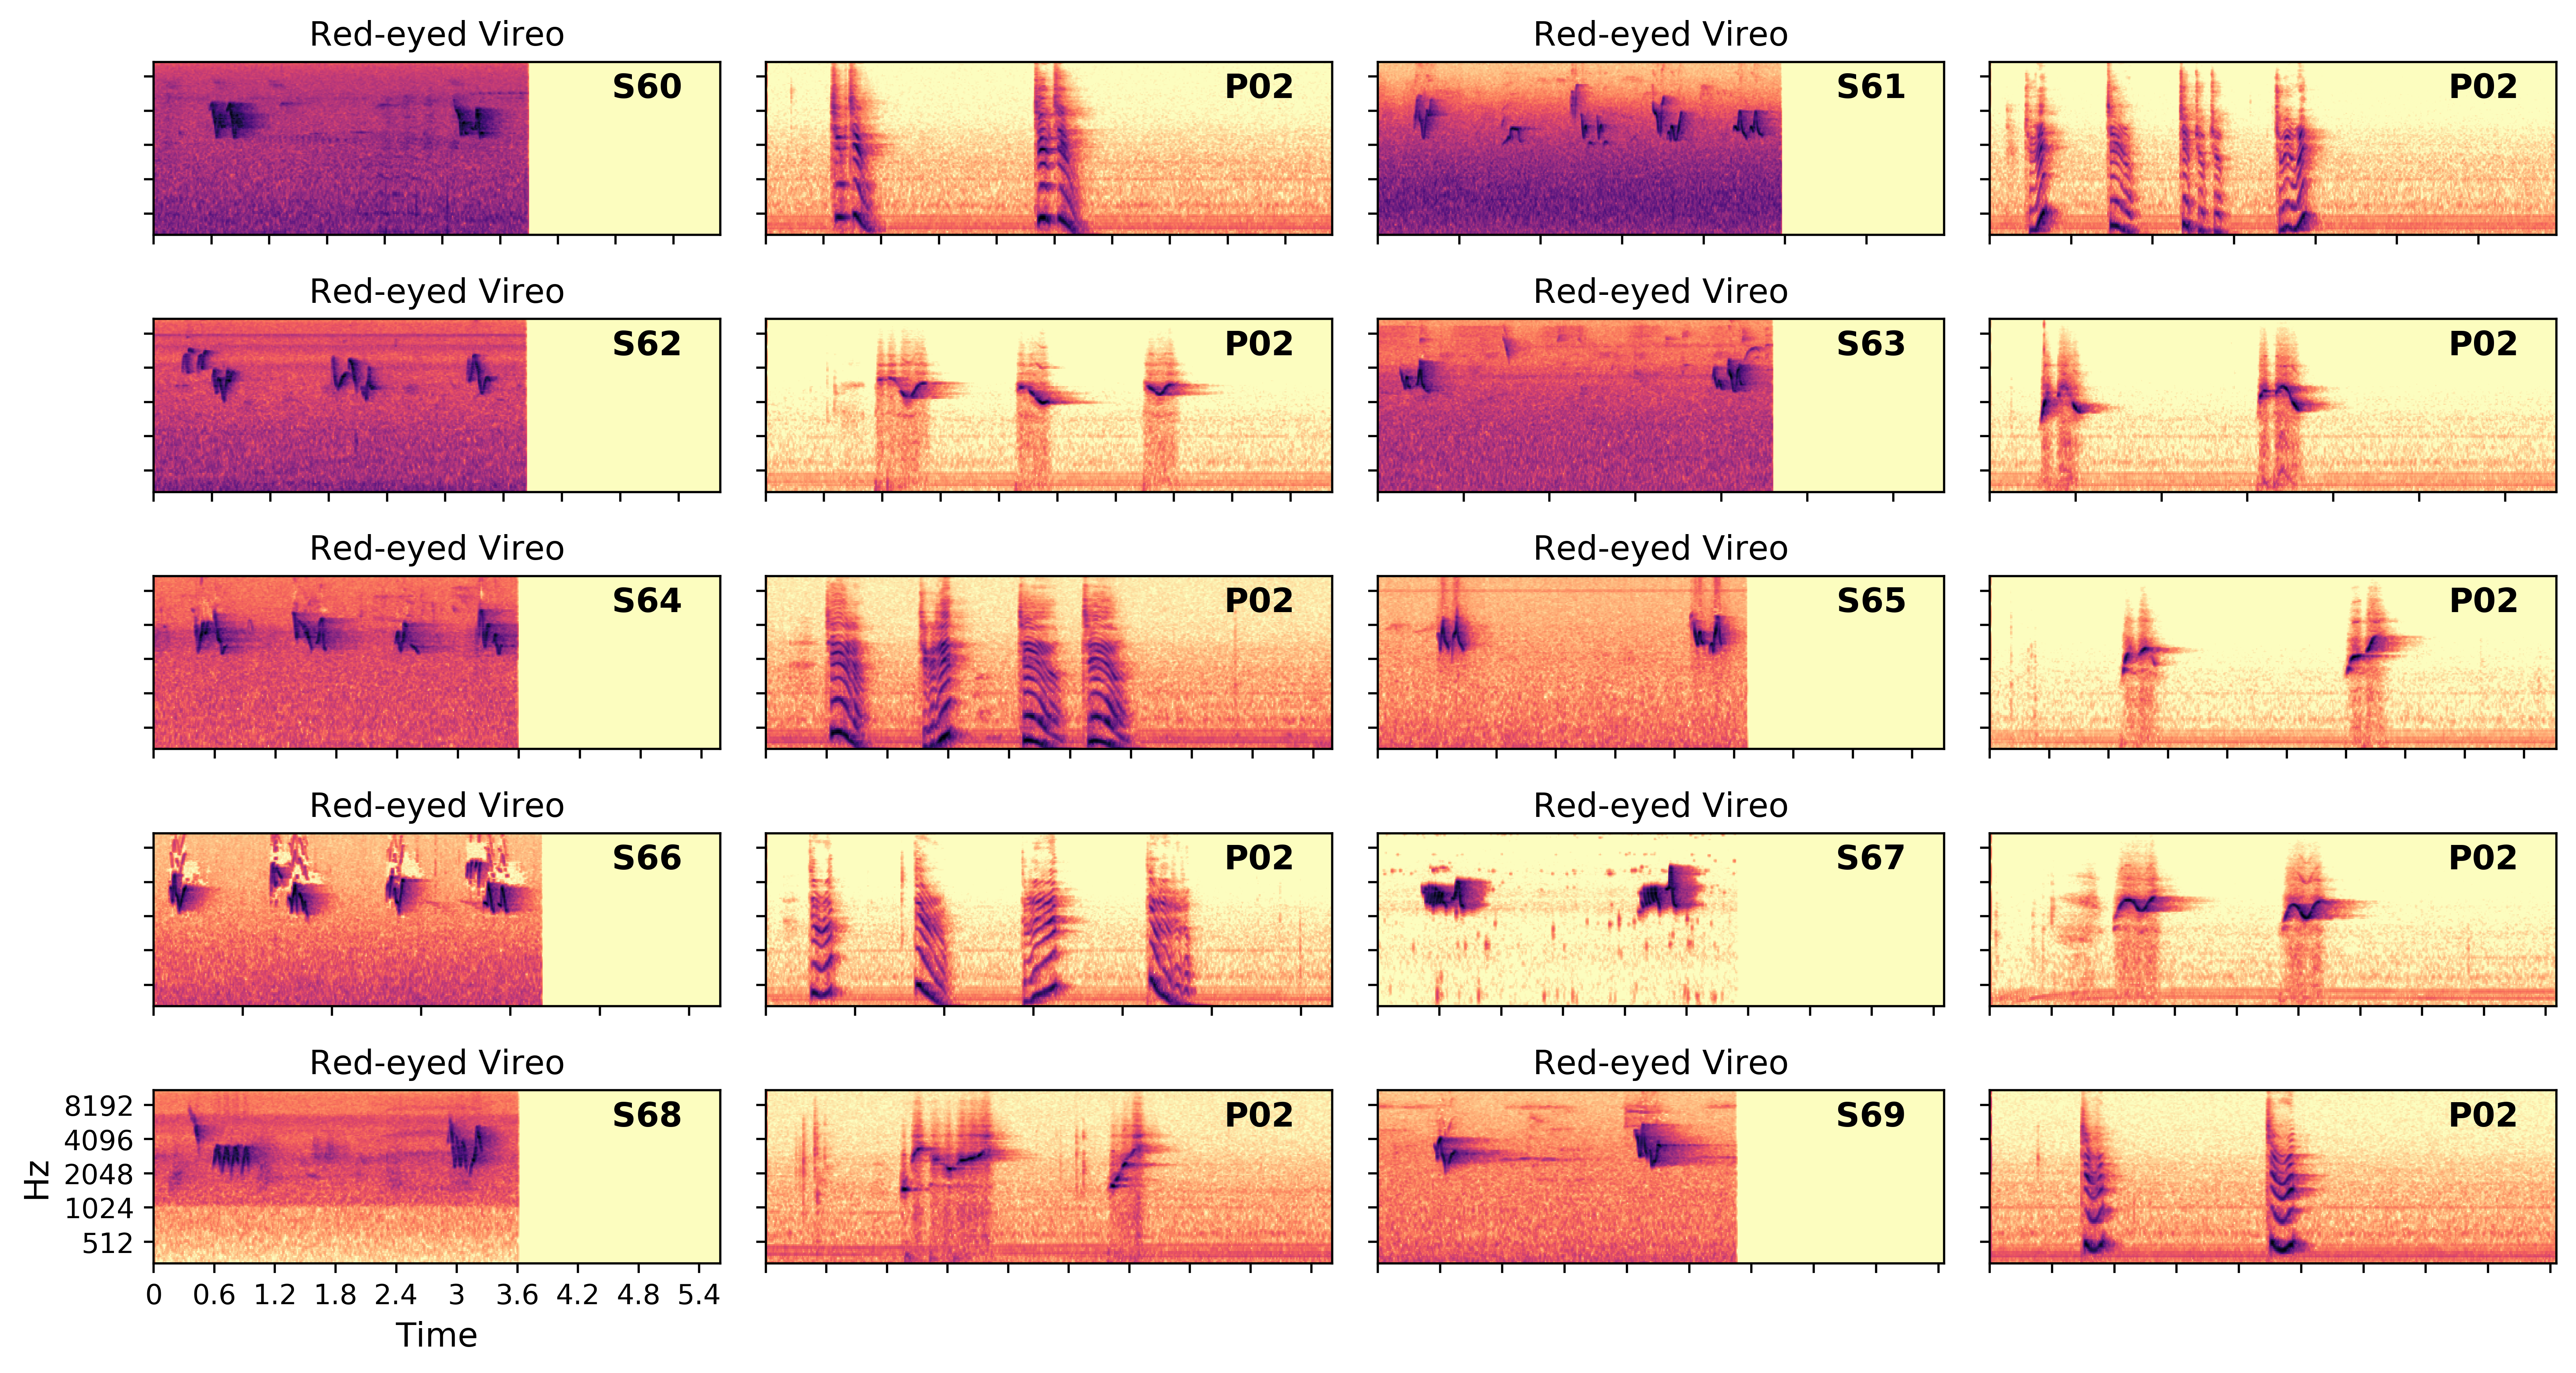 Red-eyed Vireo Red-eyed Vireo
S60 P02 S61 P02
Red-eyed Vireo Red-eyed Vireo
S62 P02 S63 P02
Red-eyed Vireo Red-eyed Vireo
S64 P02 S65 P02
Red-eyed Vireo Red-eyed Vireo
S66 P02 S67 P02
Red-eyed Vireo Red-eyed Vireo
S68 P02 S69 P02
8192
4096
2048
1024
512
Hz
0 0.6 1.2 1.8 2.4 3 3.6 4.2 4.8 5.4
Time